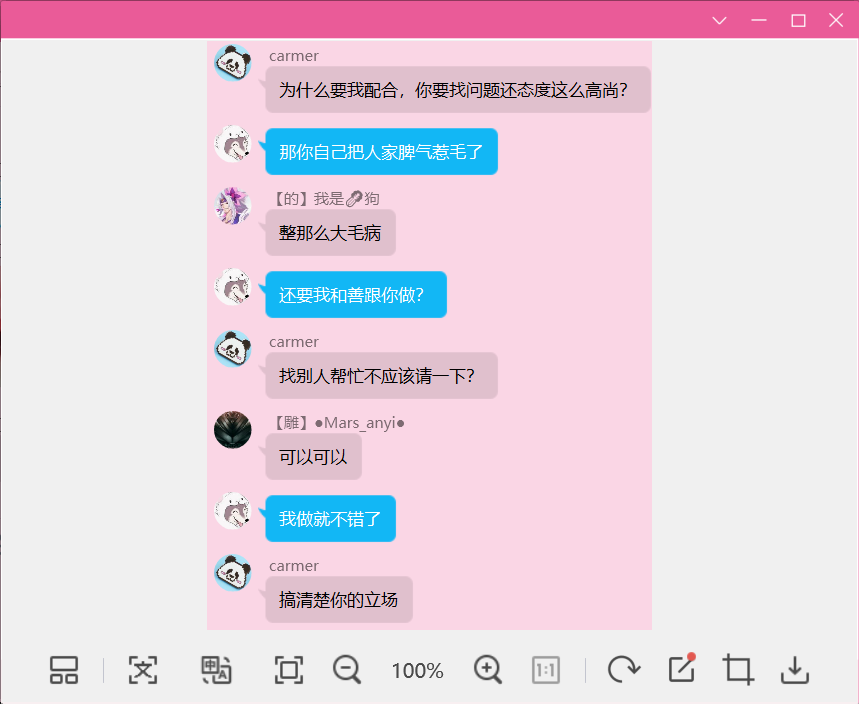 carmer
为什么要我配合，你要找问题还态度这么高尚？
那你自己把人家脾气惹毛了
【的】我是🔗狗
整那么大毛病
还要我和善跟你做？
carmer
找别人帮忙不应该请一下？
【雕】●Mars_anyi●
可以可以
我做就不错了
carmer
搞清楚你的立场
100%
1:1